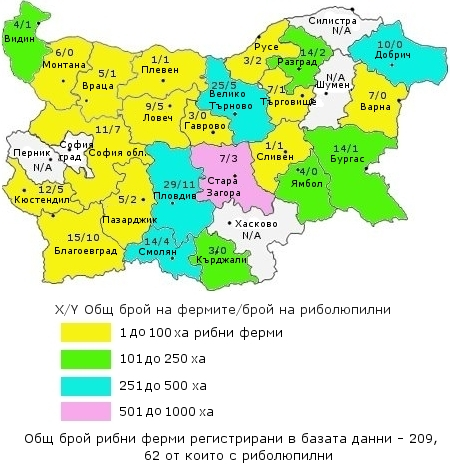 Силистра
N/A
4/1
Видин
Русе
3/2
14/2
Разград
10/0
Добрич
6/0
Монтана
5/1
Враца
1/1
Плевен
25/5
Велико
Търново
7/1
Търговище
N/A
Шумен
7/0
Варна
9/5
Ловеч
3/0
Гаврово
11/7
София
град
София обл.
Перник
N/A
1/1
Сливен
14/1
Бургас
7/3
Стара
Загора
4/0
Ямбол
12/5
Кюстендил
5/2
Пазарджик
29/11
Пловдив
Хасково
N/A
15/10
Благоевград
14/4
Смолян
3/0
Кърджали
X/Y Общ брой на фермите/брой на риболюпилни
1 до 100 ха рибни ферми
101 до 250 ха
251 до 500 ха
501 до 1000 ха
Общ брой рибни ферми регистрирани в базата данни - 209,
62 от които с риболюпилни